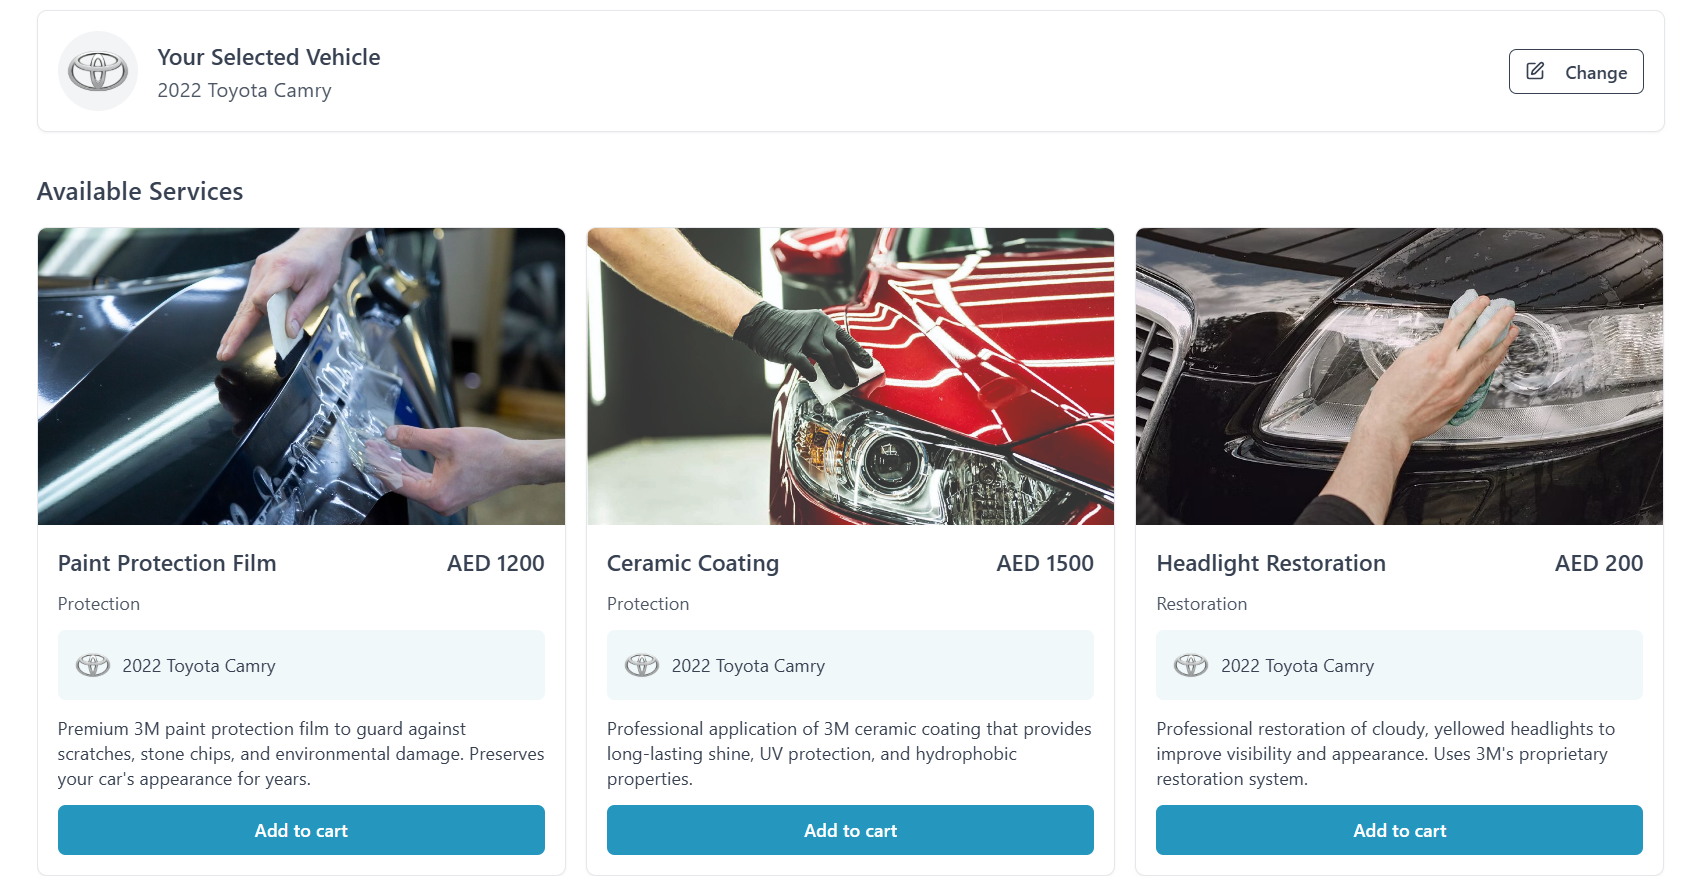 Your Selected Vehicle
2022 Toyota Camry
Change
Available Services
Paint Protection Film
AED 1200
Protection
2022 Toyota Camry
Premium 3M paint protection film to guard against
scratches, stone chips, and environmental damage. Preserves
your car's appearance for years.
Add to cart
Ceramic Coating
AED 1500
Protection
2022 Toyota Camry
Professional application of 3M ceramic coating that provides
long-lasting shine, UV protection, and hydrophobic
properties.
Add to cart
Headlight Restoration
AED 200
Restoration
2022 Toyota Camry
Professional restoration of cloudy, yellowed headlights to
improve visibility and appearance. Uses 3M's proprietary
restoration system.
Add to cart